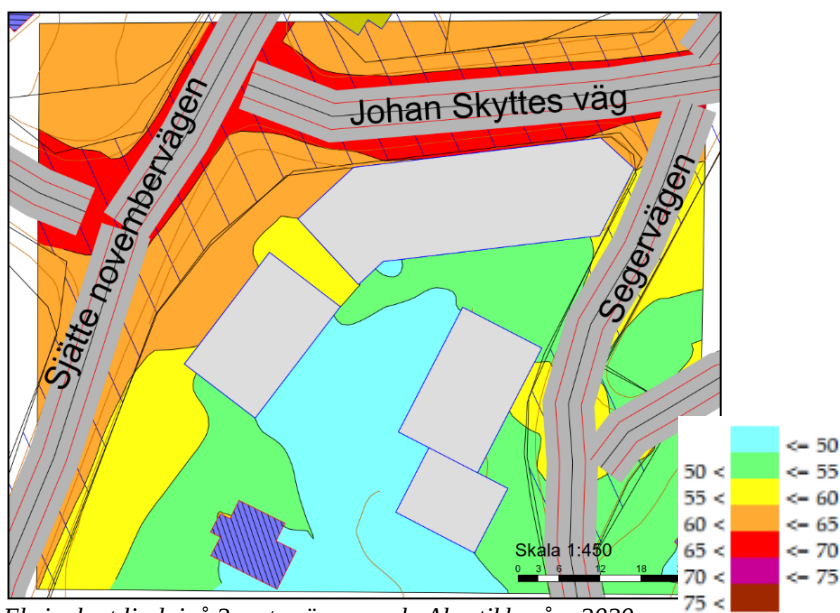 Johan Skyttes väg
Sjätte novembervägen
Segervägen
Skala 1:450
0 3 6 12 18
<= 50
50 < <= 55
55 < <= 60
60 < <= 65
65 < <= 70
70 < <= 75
75 <